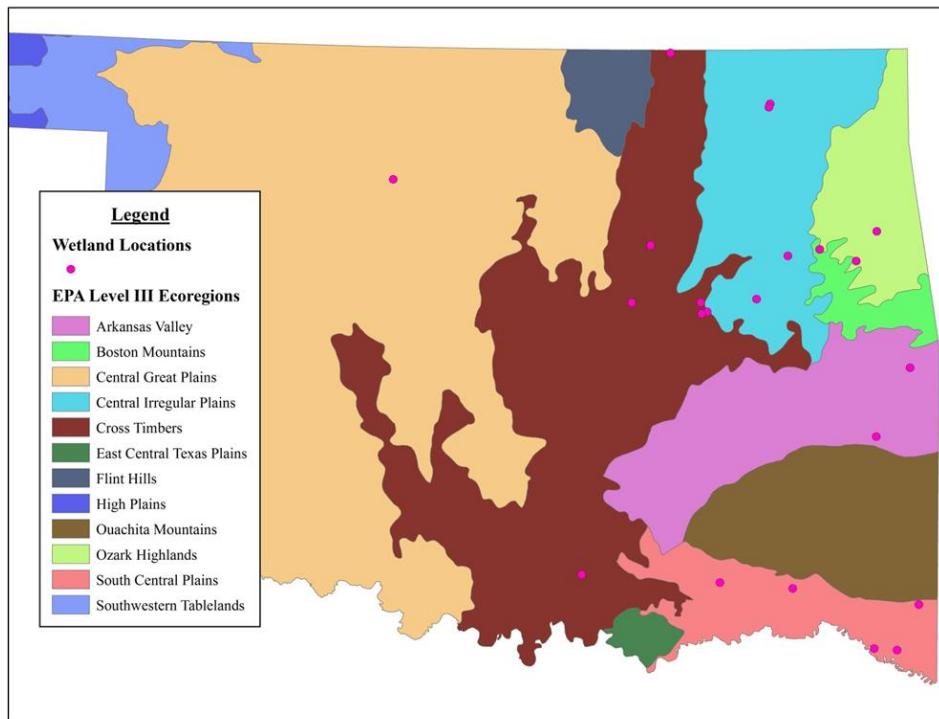 Legend
Wetland Locations
EPA Level III Ecoregions
Arkansas Valley
Boston Mountains
Central Great Plains
Central Irregular Plains
Cross Timbers
East Central Texas Plains
Flint Hills
High Plains
Ouachita Mountains
Ozark Highlands
South Central Plains
Southwestern Tablelands